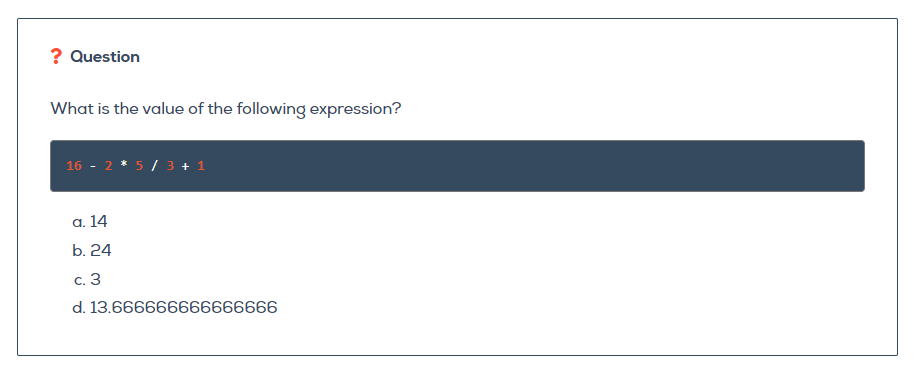 ? Question
What is the value of the following expression?
16 - 2 * 5 / 3 + 1
a. 14
b. 24
c. 3
d. 13.666666666666666